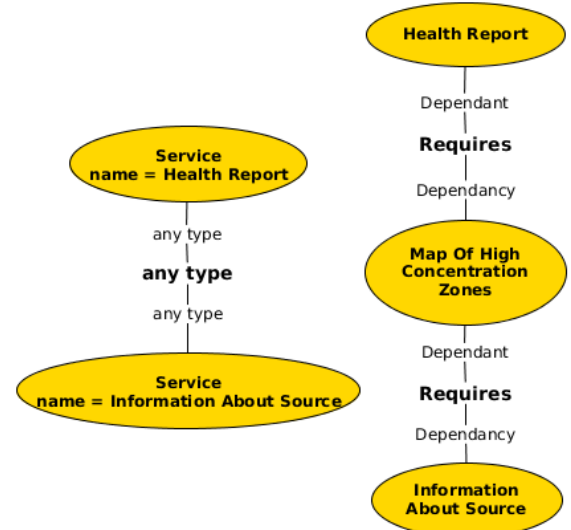 Service
name = Health Report
any type
any type
any type
Service
name = Information About Source
Health Report
Dependant
Requires
Dependancy
Map Of High
Concentration
Zones
Dependant
Requires
Dependancy
Information
About Source